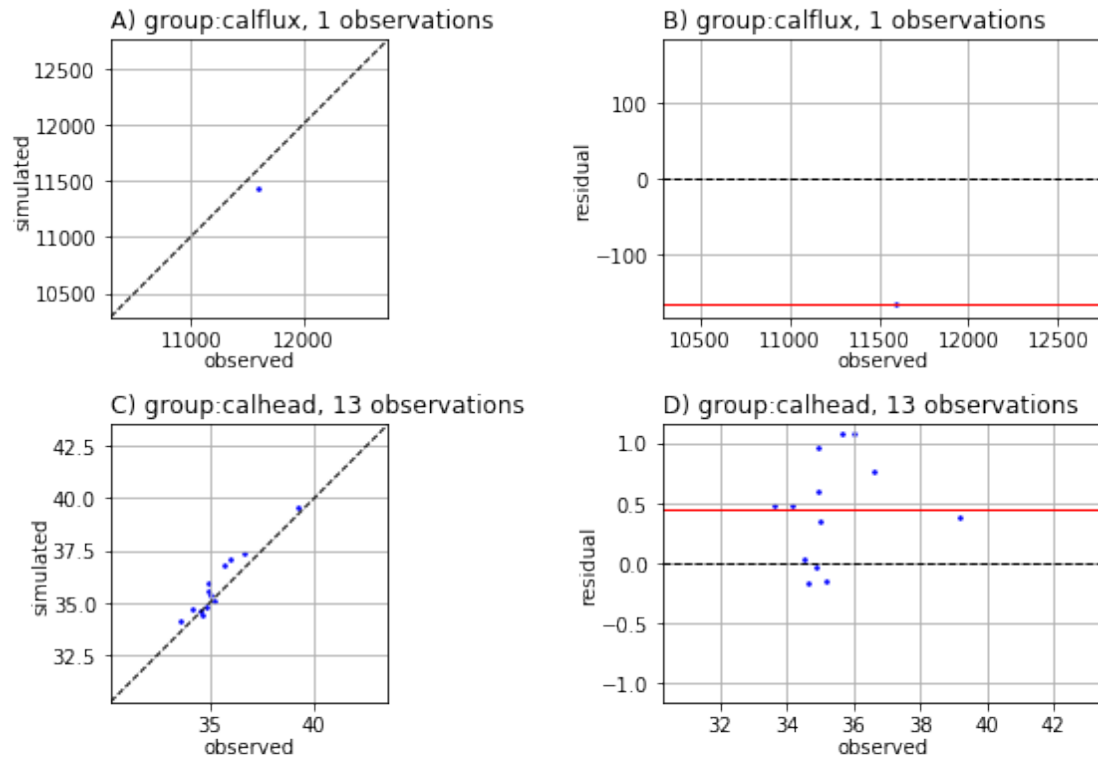 A) group:calflux, 1 observations
12500
12000
11500
11000
10500
simulated
11000
12000
observed
B) group:calflux, 1 observations
100
0
−100
residual
10500
11000
11500
12000
12500
observed
C) group:calhead, 13 observations
42.5
40.0
37.5
35.0
32.5
simulated
35
40
observed
D) group:calhead, 13 observations
1.0
0.5
0.0
−0.5
−1.0
residual
32
34
36
38
40
42
observed